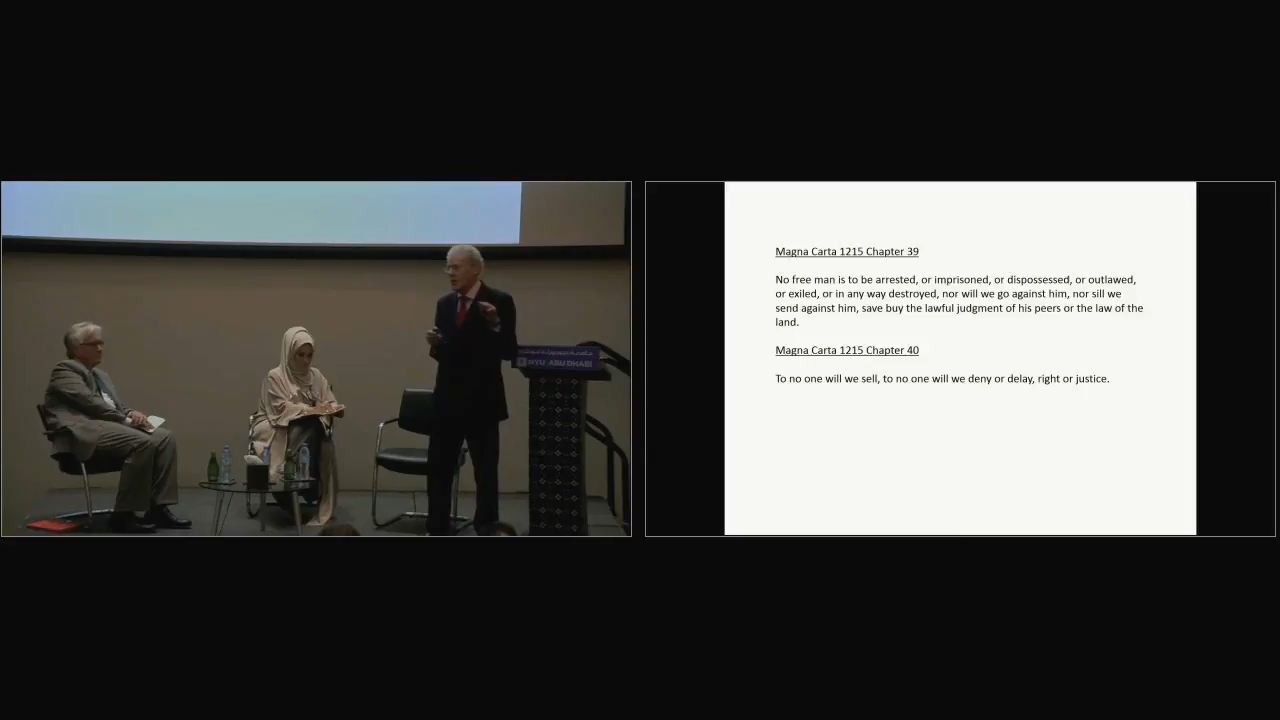 NYU ABU DHABI
Magna Carta 1215 Chapter 39
No free man is to be arrested, or imprisoned, or dispossessed, or outlawed,
or exiled, or in any way destroyed, nor will we go against him, nor sill we
send against him, save buy the lawful judgment of his peers or the law of the
land.
Magna Carta 1215 Chapter 40
To no one will we sell, to no one will we deny or delay, right or justice.